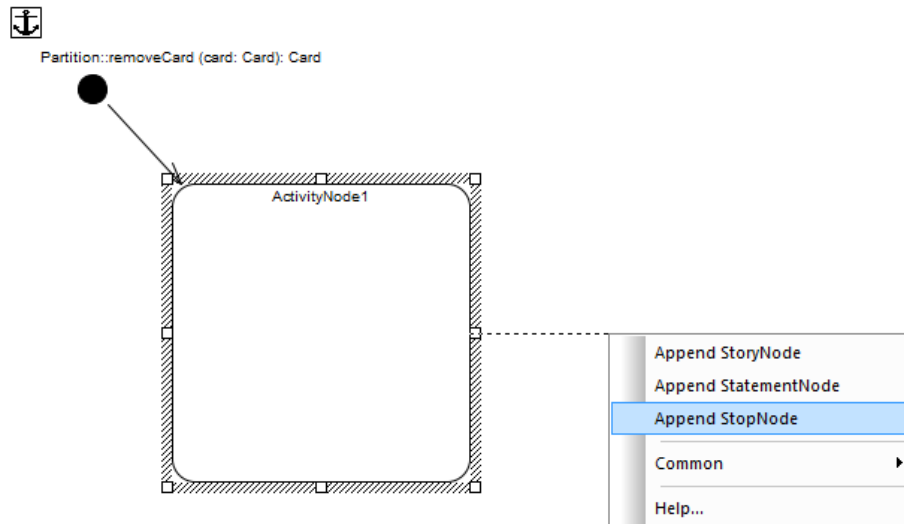 Partition::removeCard (card: Card): Card
ActivityNode1
Append StoryNode
Append StatementNode
Append StopNode
Common
Help...